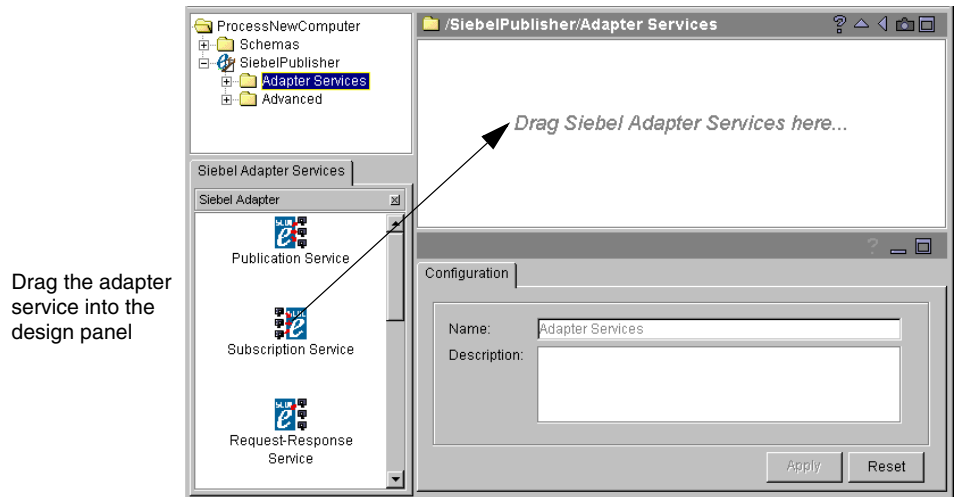 ProcessNewComputer
Schemas
SiebelPublisher
Adapter Services
Advanced
/SiebelPublisher/Adapter Services
Drag Siebel Adapter Services here...
Siebel Adapter Services
Siebel Adapter
Publication Service
Subscription Service
Request-Response
Service
Drag the adapter
service into the
design panel
Configuration
Name:
Adapter Services
Description:
Apply
Reset